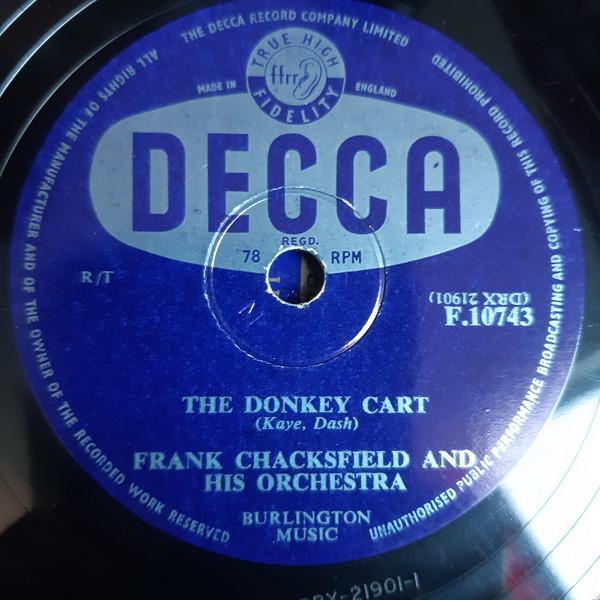 THE DECCA RECORD COMPANY LIMITED
ALL RIGHTS OF THE MANUFACTURER AND OF THE OWNER OF THE RECORDED WORK RESERVED
UNAUTHORISED PUBLIC PERFORMANCE BROADCASTING AND COPYING OF THIS RECORD PROHIBITED
TRUE HIGH
ffrr
FIDELITY
MADE IN ENGLAND
DECCA
REGD.
78 RPM
R/T
(DRX 21901)
F.10743
THE DONKEY CART
(Kaye, Dash)
FRANK CHACKSFIELD AND
HIS ORCHESTRA
BURLINGTON
MUSIC
DRX-21901-1